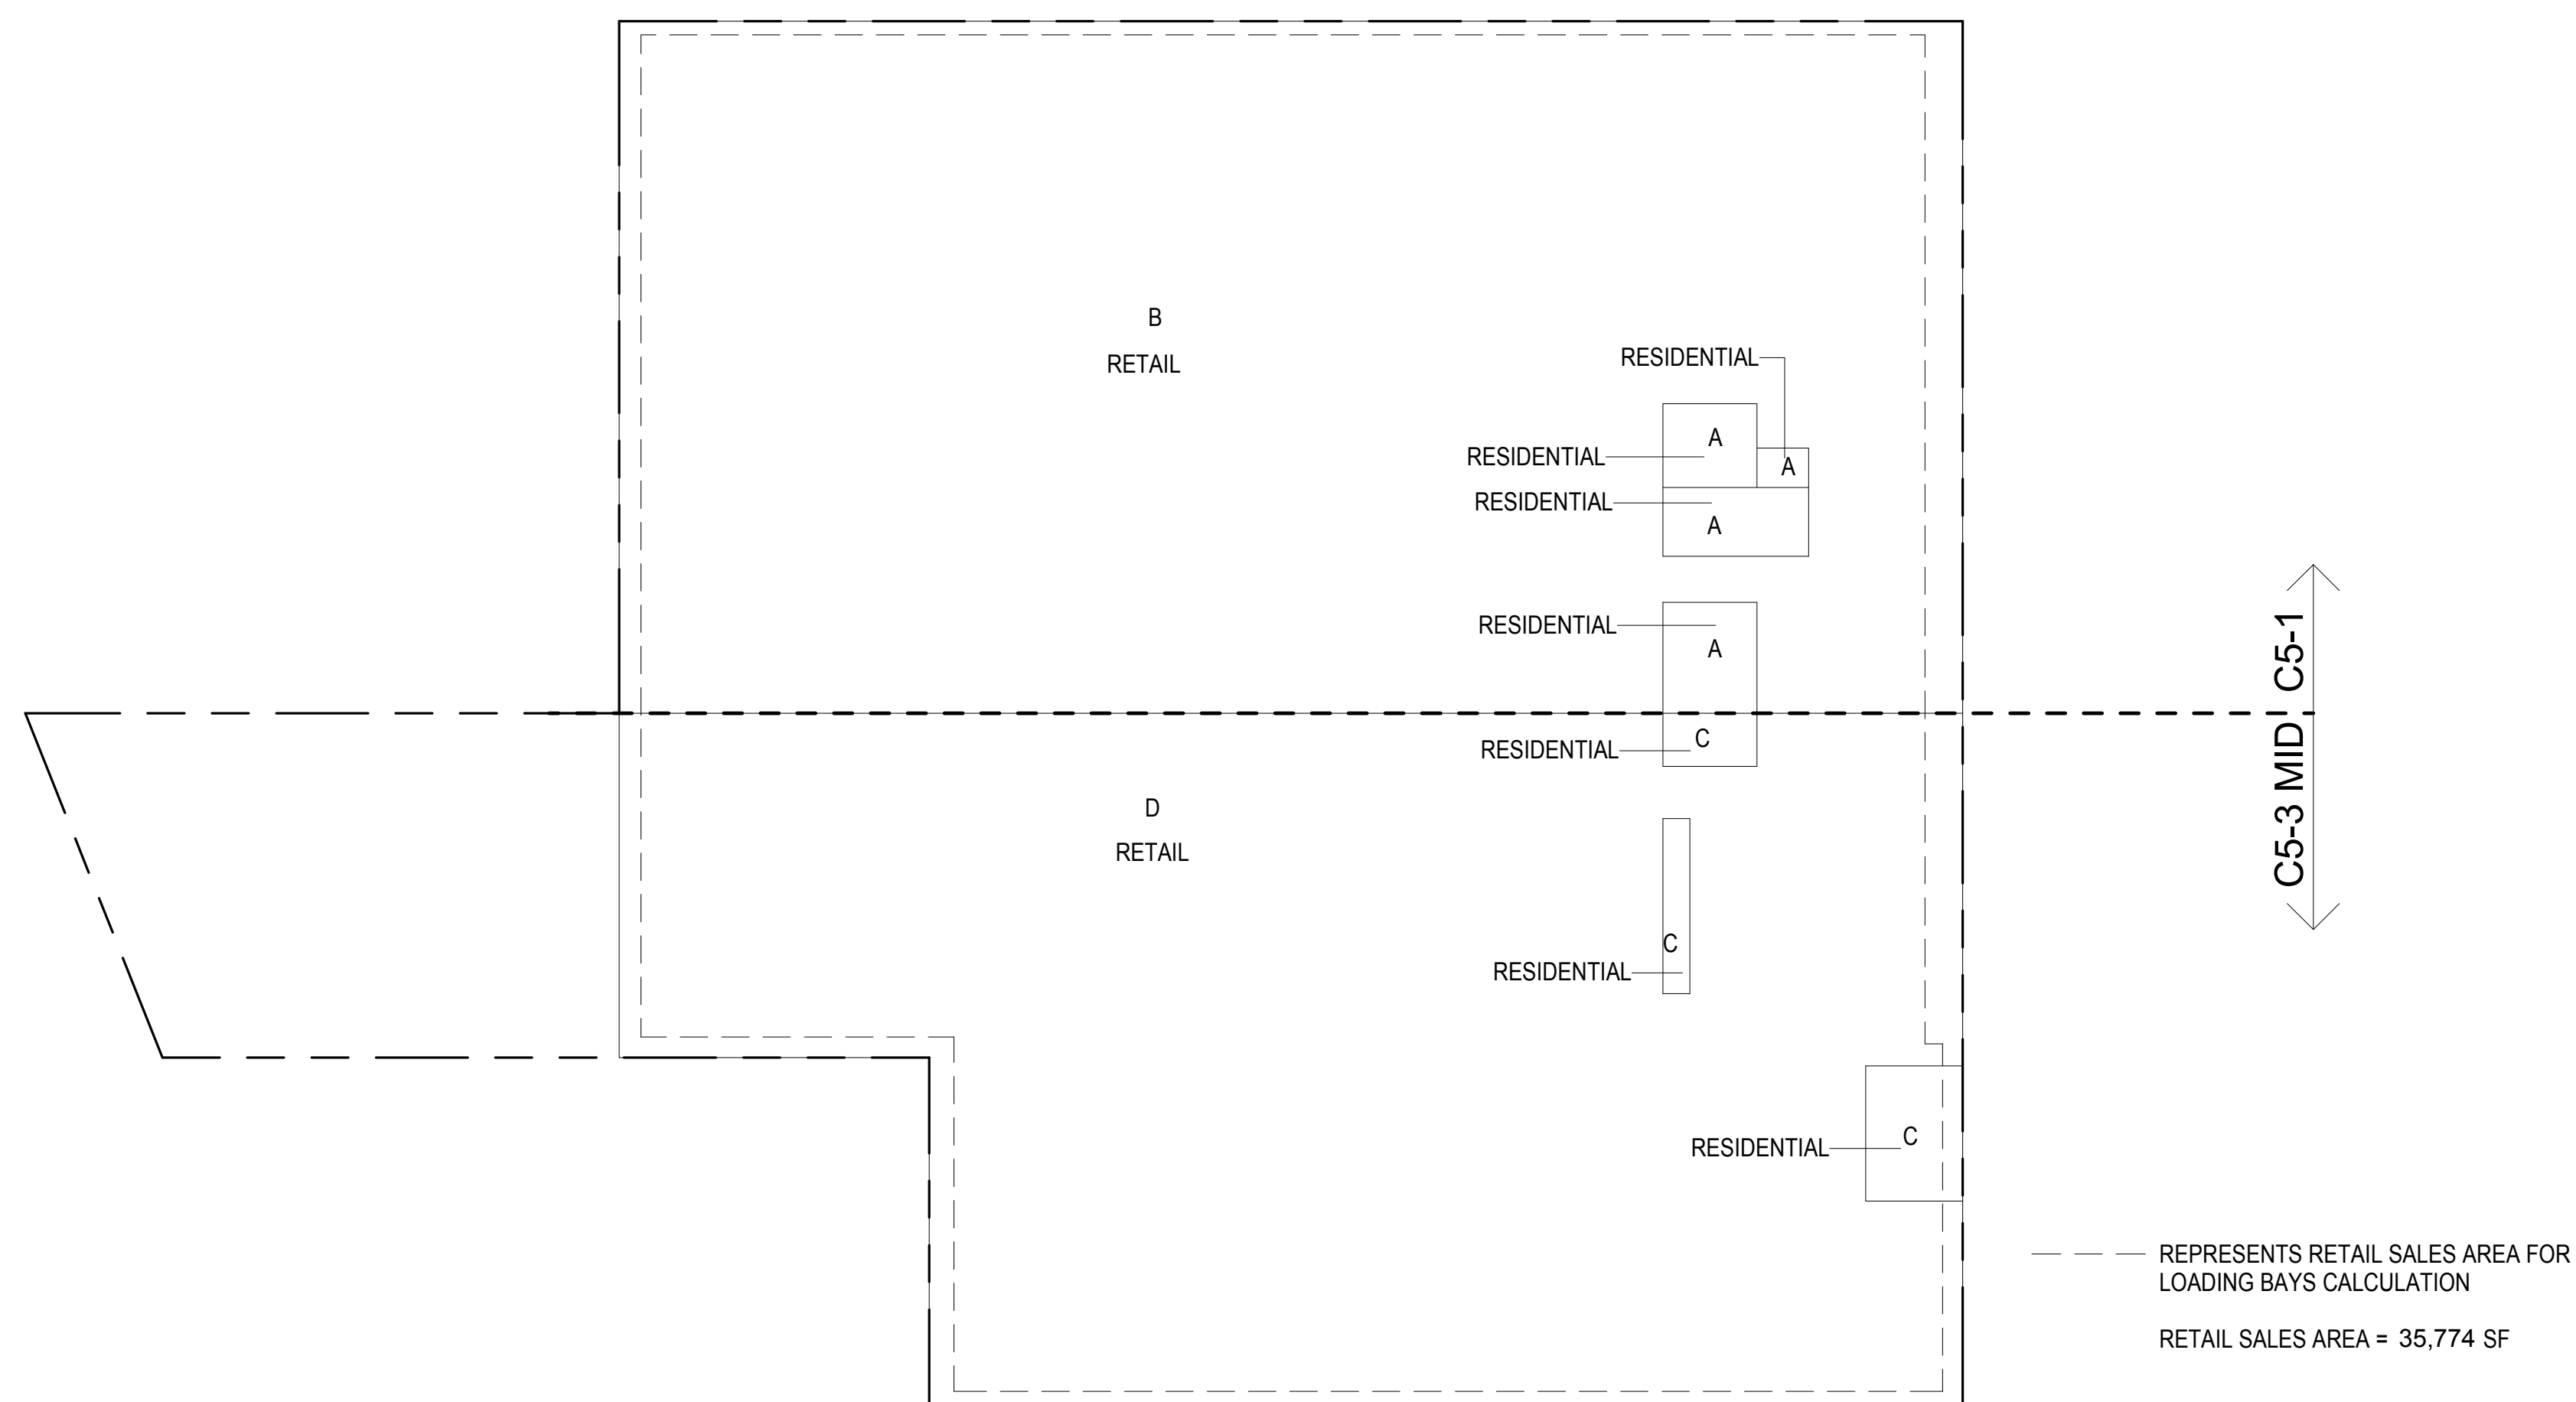 B
RETAIL
RESIDENTIAL
A
RESIDENTIAL
A
RESIDENTIAL
A
RESIDENTIAL
A
C5-3 MID C5-1
C
RESIDENTIAL
D
RETAIL
C
RESIDENTIAL
C
RESIDENTIAL
REPRESENTS RETAIL SALES AREA FOR
LOADING BAYS CALCULATION
RETAIL SALES AREA = 35,774 SF